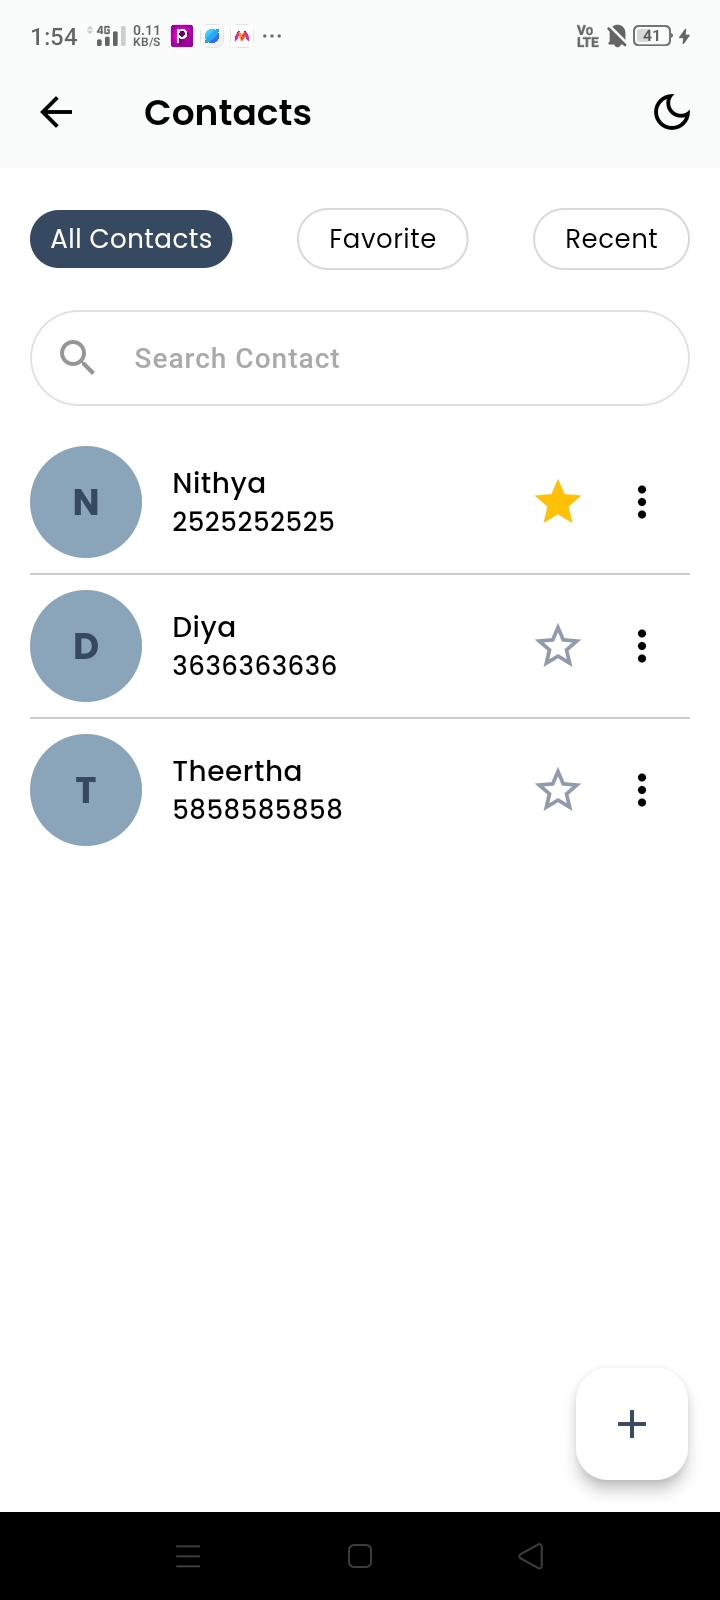 1:54 4G 0.11 KB/S Vo LTE 41
Contacts
All Contacts Favorite Recent
Search Contact
N Nithya
2525252525
D Diya
3636363636
T Theertha
5858585858